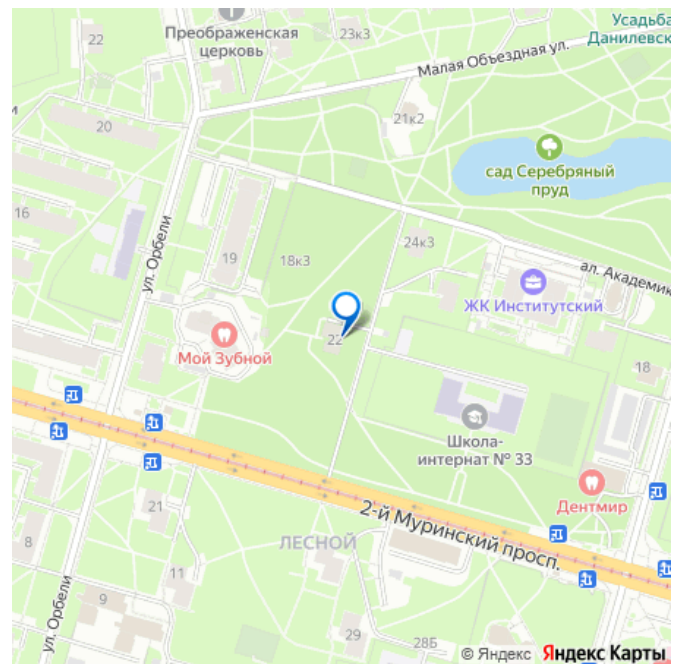 22
Преображенская
церковь
23к3
Усадьба
Данилевск
Малая Объездная ул.
21к2
20
сад Серебряный
пруд
16
ул. Орбели
19
18к3
24к3
ал. Академик
ЖК Институтский
22
Мой Зубной
18
Школа-
интернат № 33
Дентмир
21
2-й Муринский просп.
ЛЕСНОЙ
8
11
9
ул. Орбели
29
28Б
© Яндекс Яндекс Карты